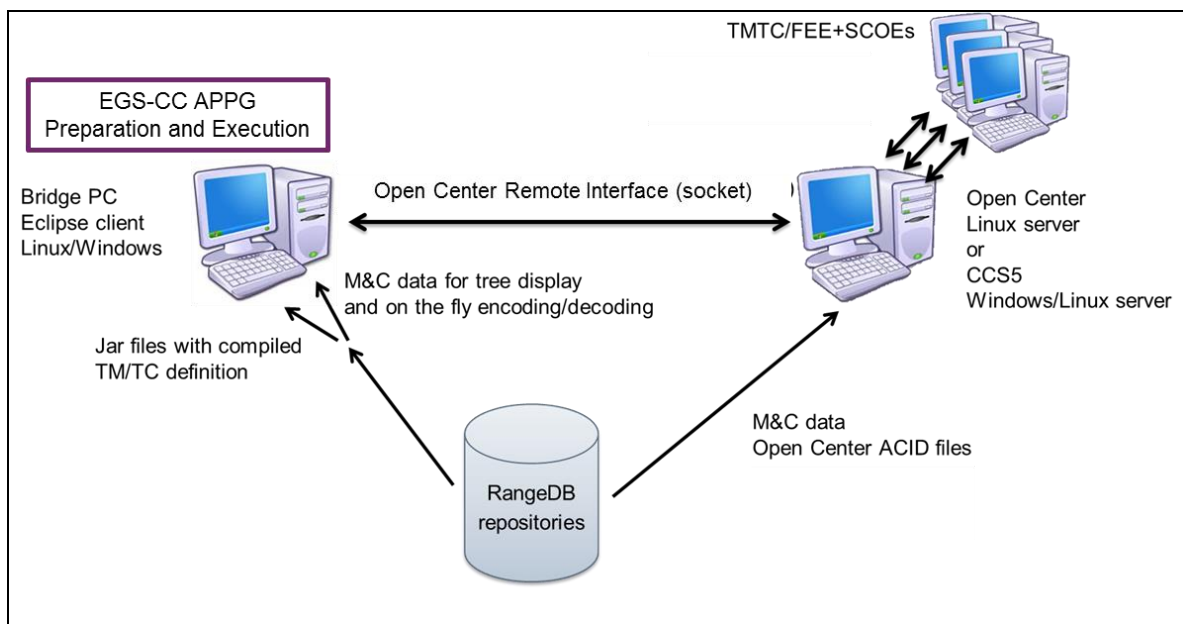 TMTC/FEE+SCOEs
EGS-CC APPG
Preparation and Execution
Bridge PC
Eclipse client
Linux/Windows
Open Center Remote Interface (socket)
)
Open Center
Linux server
or
CCS5
Windows/Linux server
M&C data for tree display
and on the fly encoding/decoding
Jar files with compiled
TM/TC definition
M&C data
Open Center ACID files
RangeDB
repositories